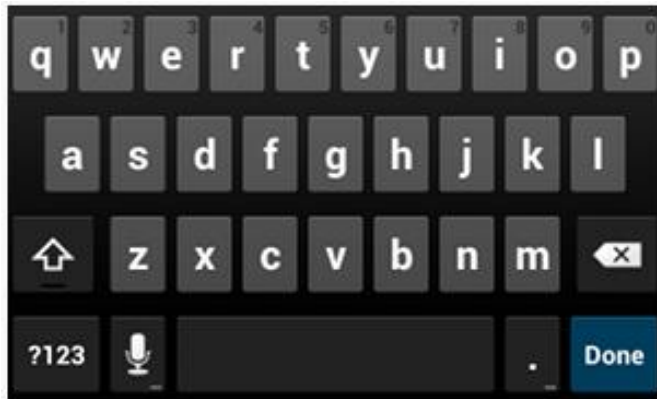 1 2 3 4 5 6 7 8 9 0
q w e r t y u i o p
a s d f g h j k l
z x c v b n m
?123 . Done